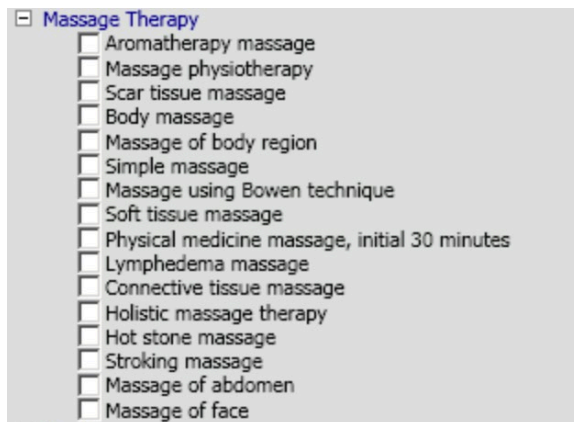 Massage Therapy
Aromatherapy massage
Massage physiotherapy
Scar tissue massage
Body massage
Massage of body region
Simple massage
Massage using Bowen technique
Soft tissue massage
Physical medicine massage, initial 30 minutes
Lymphedema massage
Connective tissue massage
Holistic massage therapy
Hot stone massage
Stroking massage
Massage of abdomen
Massage of face